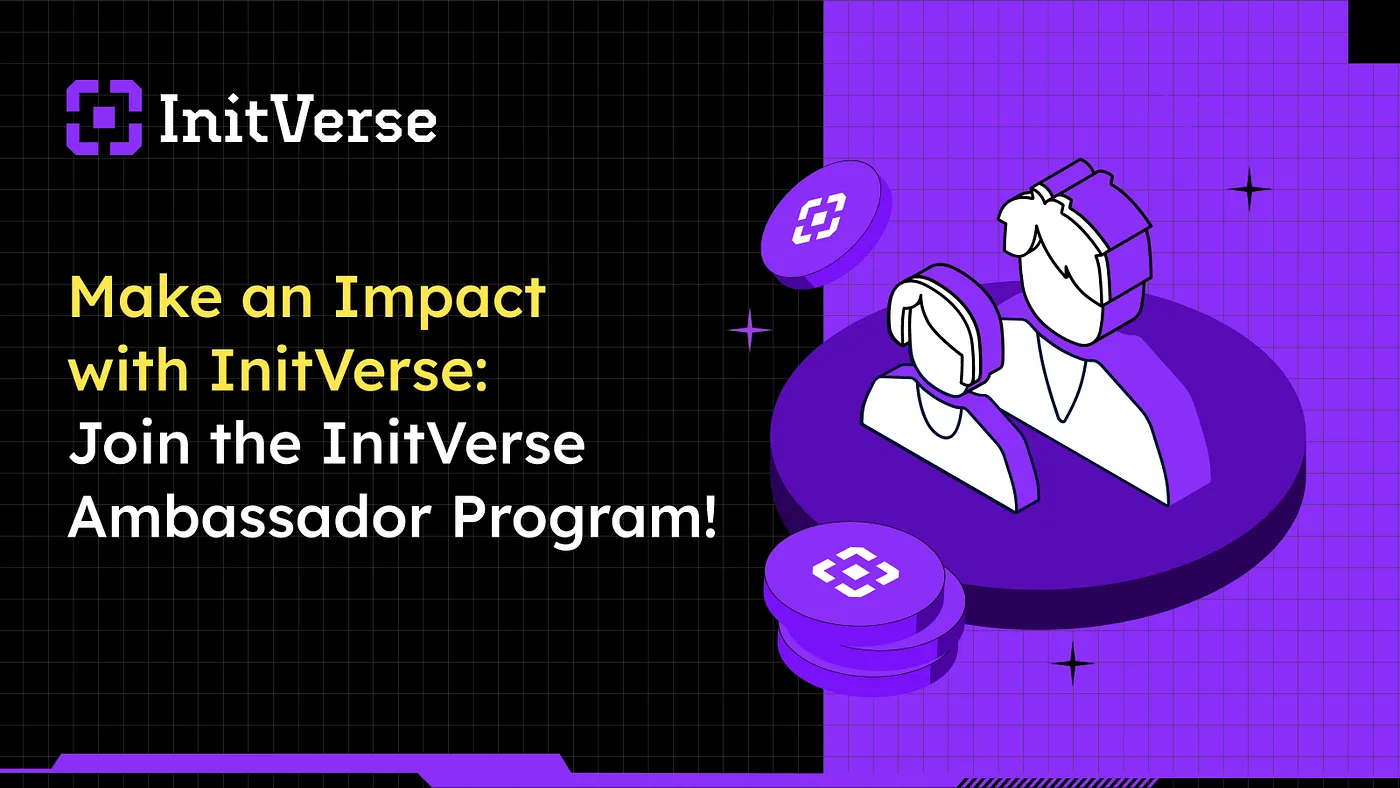 InitVerse
Make an Impact
with InitVerse:
Join the InitVerse
Ambassador Program!